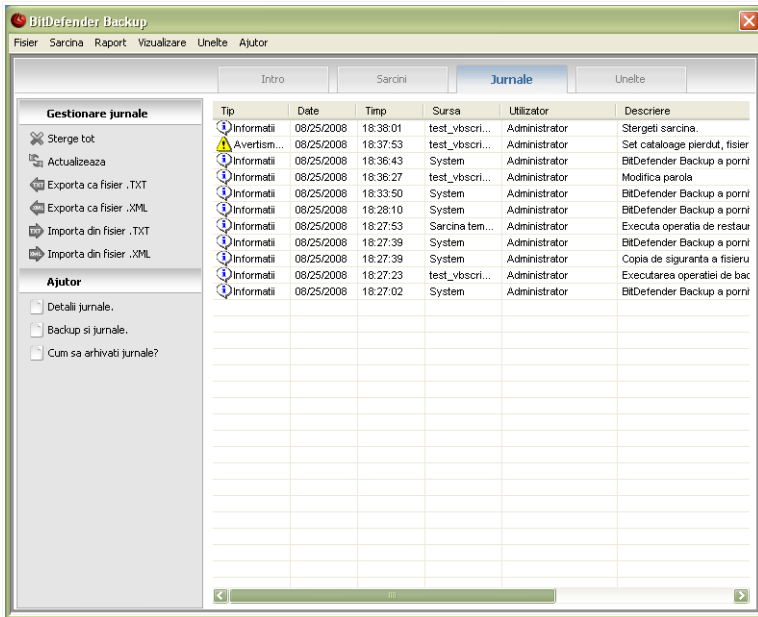 BitDefender Backup
Fisier Sarcina Raport Vizualizare Unelte Ajutor
Intro Sarcini Jurnale Unelte
Gestionare jurnale
Sterge tot
Actualizeaza
Exporta ca fisier .TXT
Exporta ca fisier .XML
Importa din fisier .TXT
Importa din fisier .XML
Ajutor
Detalii jurnale.
Backup si jurnale.
Cum sa arhivati jurnale?
Tip Date Timp Sursa Utilizator Descriere
Informatii 08/25/2008 18:38:01 test_vbscri... Administrator Stergeti sarcina.
Avertism... 08/25/2008 18:37:53 test_vbscri... Administrator Set cataloage pierdut, fisier
Informatii 08/25/2008 18:36:43 System Administrator BitDefender Backup a pornit
Informatii 08/25/2008 18:36:27 test_vbscri... Administrator Modifica parola
Informatii 08/25/2008 18:33:50 System Administrator BitDefender Backup a pornit
Informatii 08/25/2008 18:28:10 System Administrator BitDefender Backup a pornit
Informatii 08/25/2008 18:27:53 Sarcina tem... Administrator Executa operatia de restaur
Informatii 08/25/2008 18:27:39 System Administrator BitDefender Backup a pornit
Informatii 08/25/2008 18:27:39 System Administrator Copia de siguranta a fisieru
Informatii 08/25/2008 18:27:23 test_vbscri... Administrator Executarea operatiei de bac
Informatii 08/25/2008 18:27:02 System Administrator BitDefender Backup a pornit